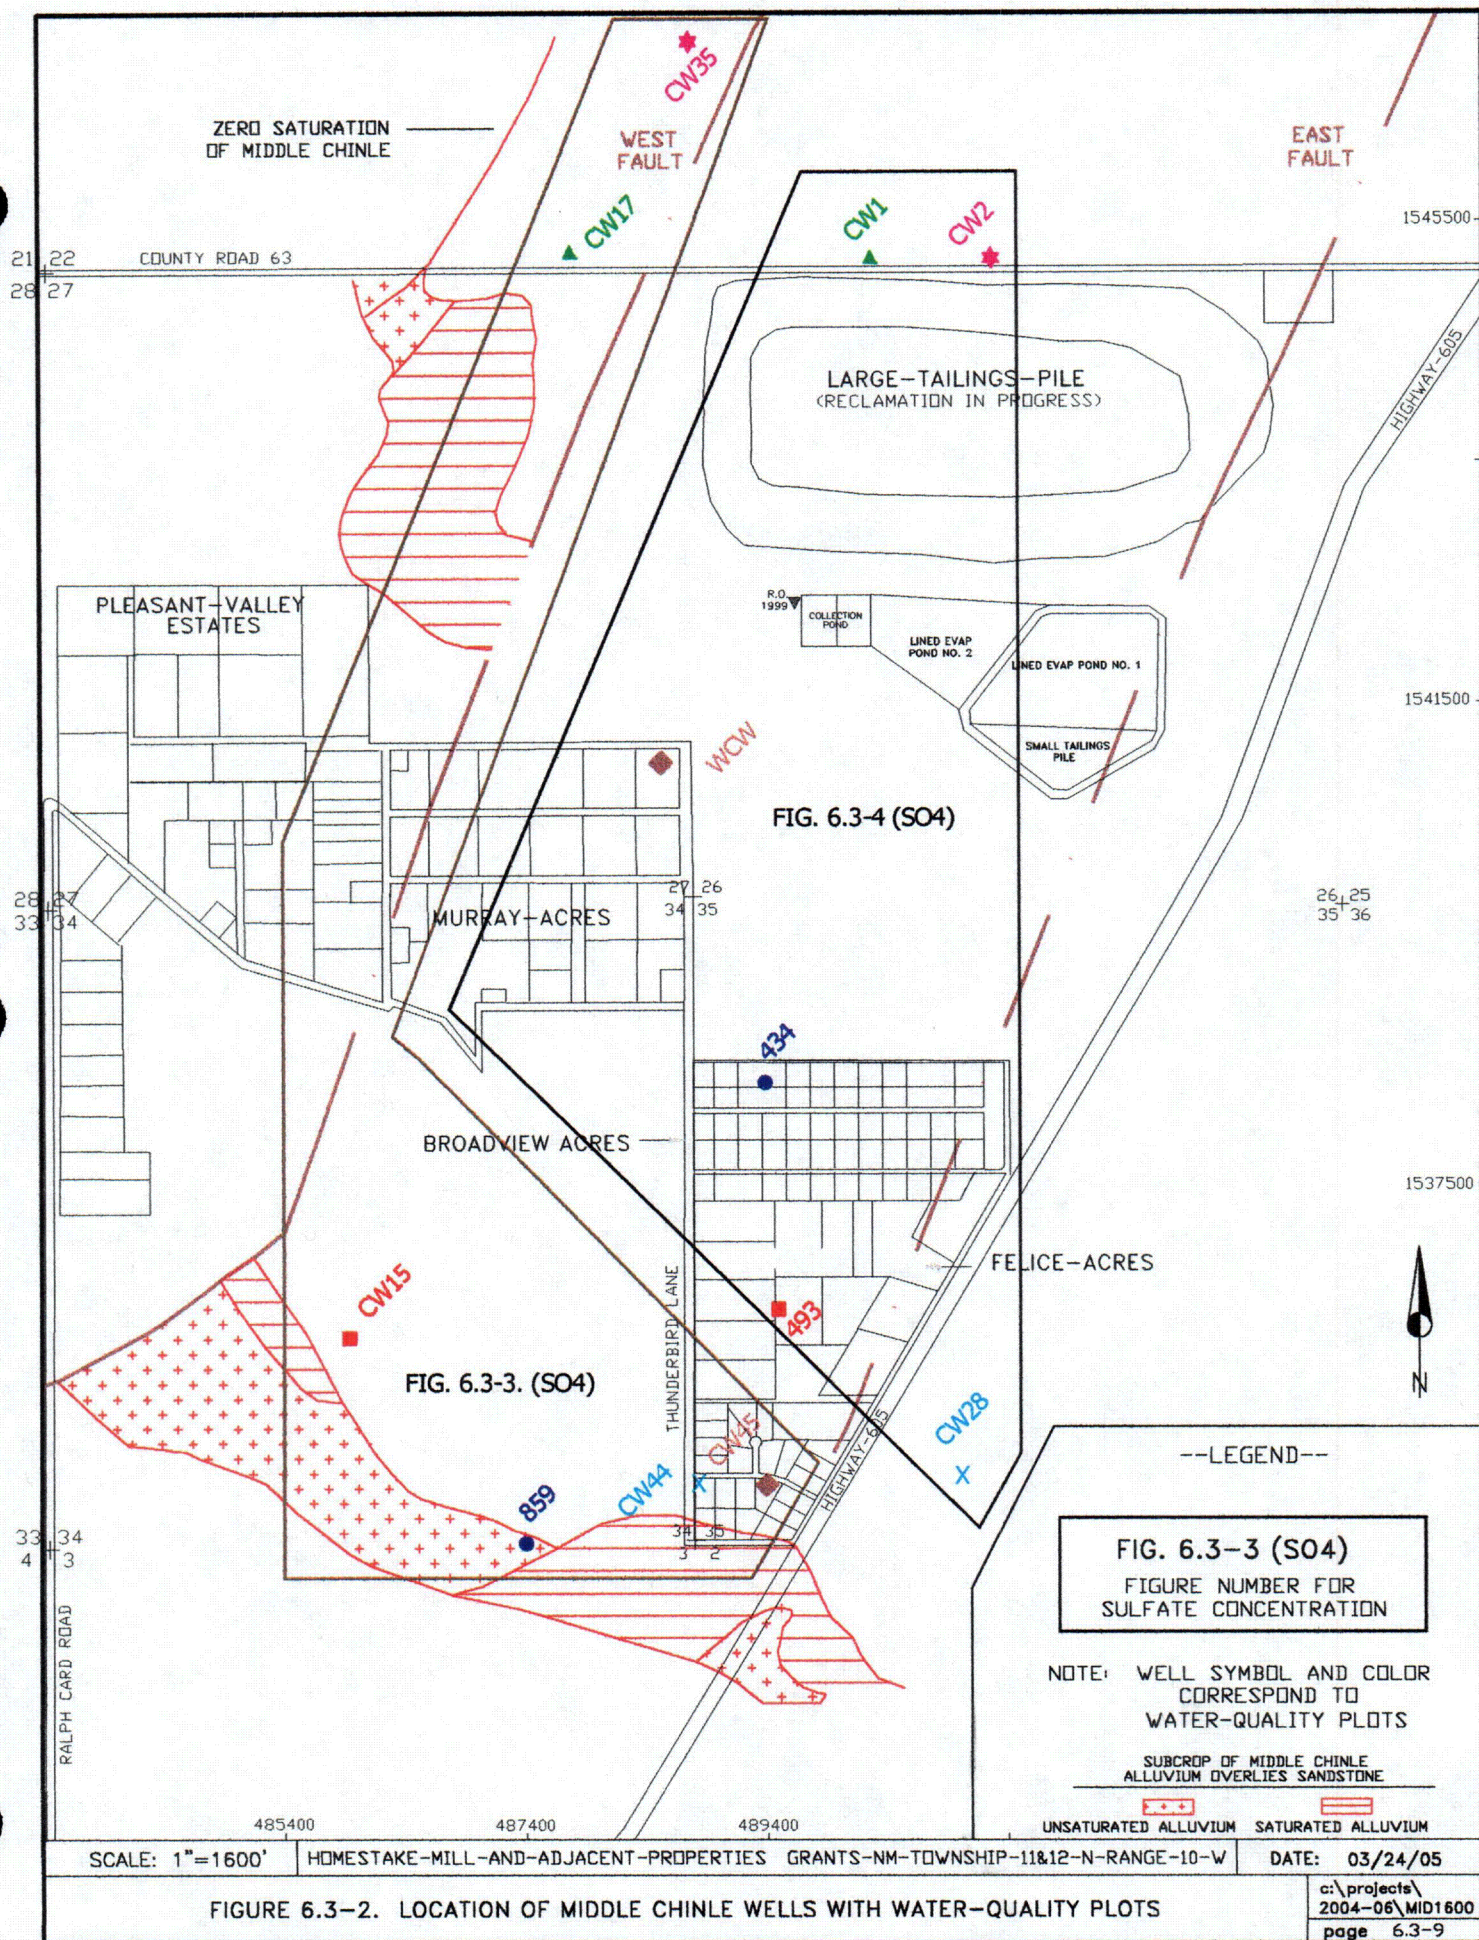 CW35
ZERO SATURATION
OF MIDDLE CHINLE
WEST
FAULT
EAST
FAULT
CW17
CW1
CW2
1545500
21 22
28 27
COUNTY ROAD 63
LARGE-TAILINGS-PILE
(RECLAMATION IN PROGRESS)
HIGHWAY-605
R.O.
1999
COLLECTION
POND
LINED EVAP
POND NO. 2
LINED EVAP POND NO. 1
SMALL TAILINGS
PILE
PLEASANT-VALLEY
ESTATES
1541500
WCW
FIG. 6.3-4 (SO4)
28 27
33 34
27 26
34 35
26 25
35 36
MURRAY-ACRES
434
BROADVIEW ACRES
1537500
FELICE-ACRES
CW15
493
THUNDERBIRD LANE
FIG. 6.3-3. (SO4)
N
CW28
CW45
CW44
859
HIGHWAY-605
33 34
4 3
34 35
3 2
RALPH CARD ROAD
--LEGEND--
FIG. 6.3-3 (SO4)
FIGURE NUMBER FOR
SULFATE CONCENTRATION
NOTE: WELL SYMBOL AND COLOR
CORRESPOND TO
WATER-QUALITY PLOTS
SUBCROP OF MIDDLE CHINLE
ALLUVIUM OVERLIES SANDSTONE
UNSATURATED ALLUVIUM SATURATED ALLUVIUM
485400 487400 489400
SCALE: 1"=1600' HOMESTAKE-MILL-AND-ADJACENT-PROPERTIES GRANTS-NM-TOWNSHIP-11&12-N-RANGE-10-W DATE: 03/24/05
FIGURE 6.3-2. LOCATION OF MIDDLE CHINLE WELLS WITH WATER-QUALITY PLOTS
c:\projects\
2004-06\MID1600
page 6.3-9